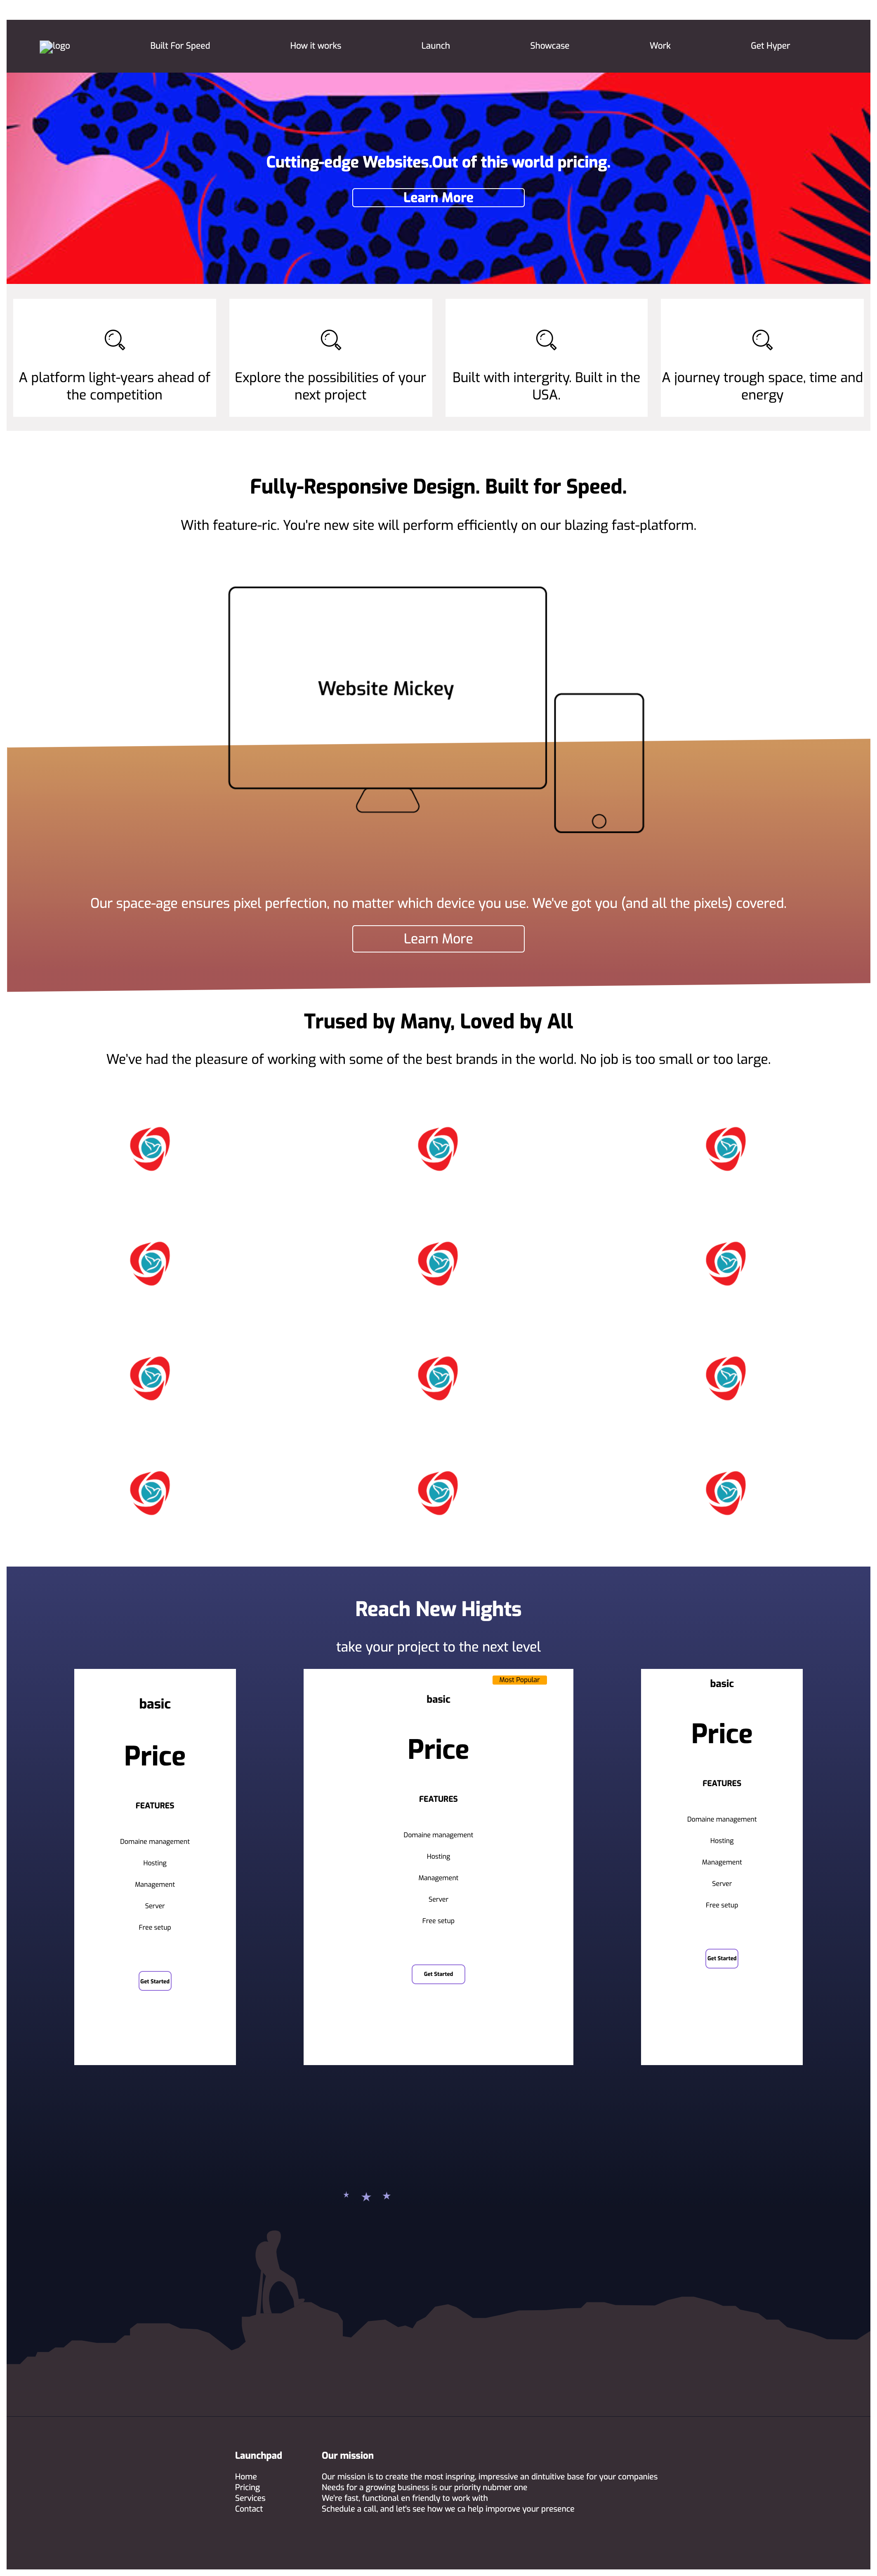 logo
Built For Speed
How it works
Launch
Showcase
Work
Get Hyper
Cutting-edge Websites.Out of this world pricing.
Learn More
A platform light-years ahead of
the competition
Explore the possibilities of your
next project
Built with intergrity. Built in the
USA.
A journey trough space, time and
energy
Fully-Responsive Design. Built for Speed.
With feature-ric. You're new site will perform efficiently on our blazing fast-platform.
Website Mickey
Our space-age ensures pixel perfection, no matter which device you use. We've got you (and all the pixels) covered.
Learn More
Trused by Many, Loved by All
We've had the pleasure of working with some of the best brands in the world. No job is too small or too large.
Reach New Hights
take your project to the next level
basic
Price
FEATURES
Domaine management
Hosting
Management
Server
Free setup
Get Started
Most Popular
basic
Price
FEATURES
Domaine management
Hosting
Management
Server
Free setup
Get Started
basic
Price
FEATURES
Domaine management
Hosting
Management
Server
Free setup
Get Started
Launchpad
Home
Pricing
Services
Contact
Our mission
Our mission is to create the most inspring, impressive an dintuitive base for your companies
Needs for a growing business is our priority nubmer one
We're fast, functional en friendly to work with
Schedule a call, and let's see how we ca help imporove your presence